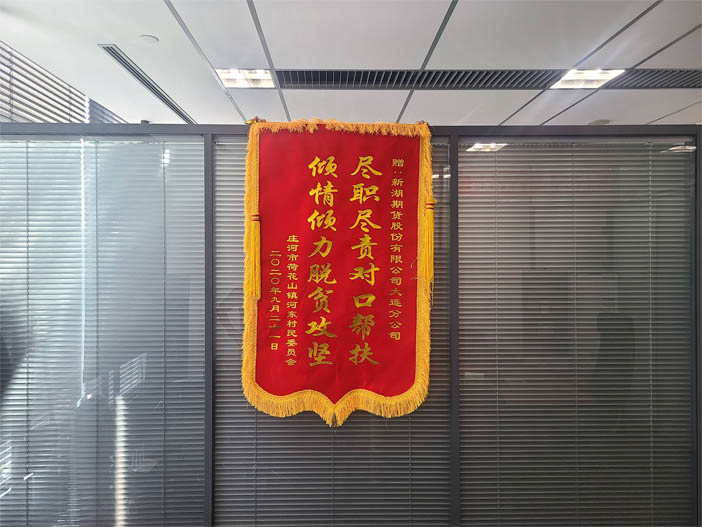 赠：新湖期货股份有限公司大连分公司
尽职尽责对口帮扶
倾情倾力脱贫攻坚
庄河市荷花山镇河东村民委员会
二〇二〇年九月二十一日